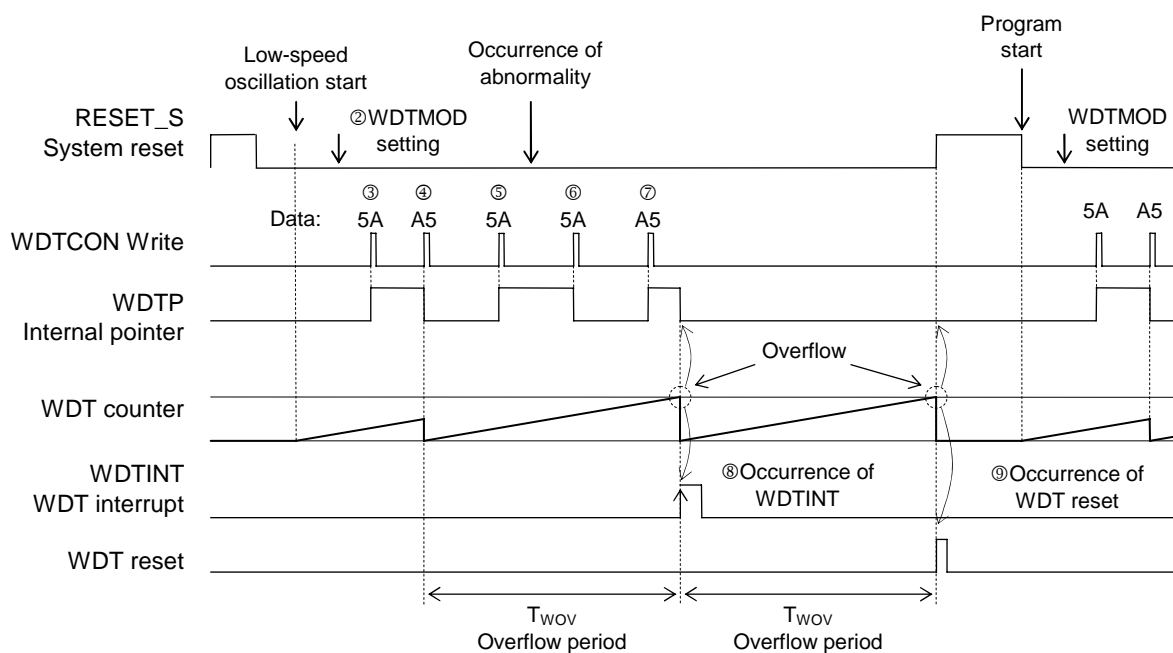 Program
start
Low-speed
oscillation start
Occurrence of
abnormality
RESET_S
System reset
②WDTMOD
setting
WDTMOD
setting
③ ④ ⑤ ⑥ ⑦
Data: 5A A5 5A 5A A5 5A A5
WDTCON Write
WDTP
Internal pointer
Overflow
WDT counter
WDTINT
WDT interrupt
⑧Occurrence of
WDTINT
⑨Occurrence of
WDT reset
WDT reset
TWOV
Overflow period
TWOV
Overflow period